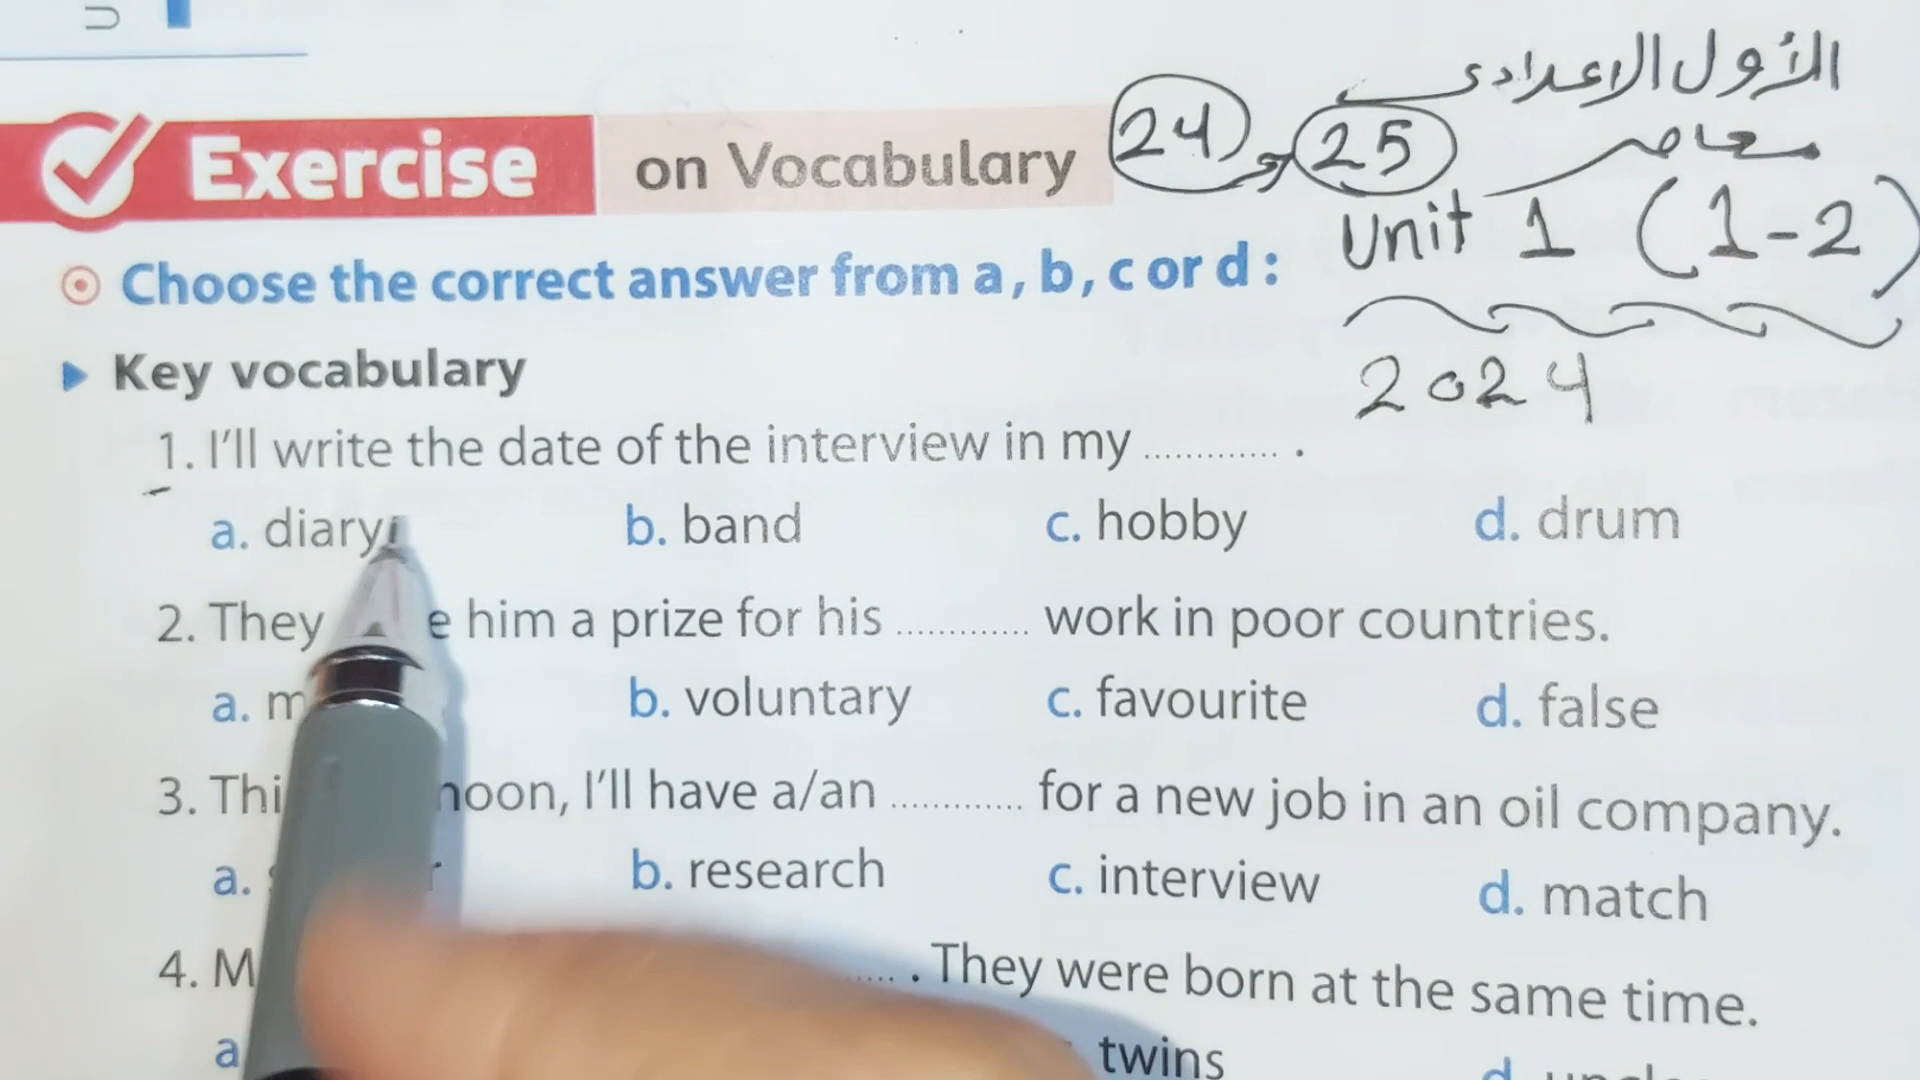 الأول الإعدادى
Exercise on Vocabulary 24 25
معاصر
Unit 1 (1-2)
Choose the correct answer from a, b, c or d:
2024
Key vocabulary
1. I'll write the date of the interview in my ............. .
a. diary b. band c. hobby d. drum
2. They him a prize for his ............. work in poor countries.
a. b. voluntary c. favourite d. false
3. I'll have a/an ............. for a new job in an oil company.
a. b. research c. interview d. match
4. . They were born at the same time.
a twins d.